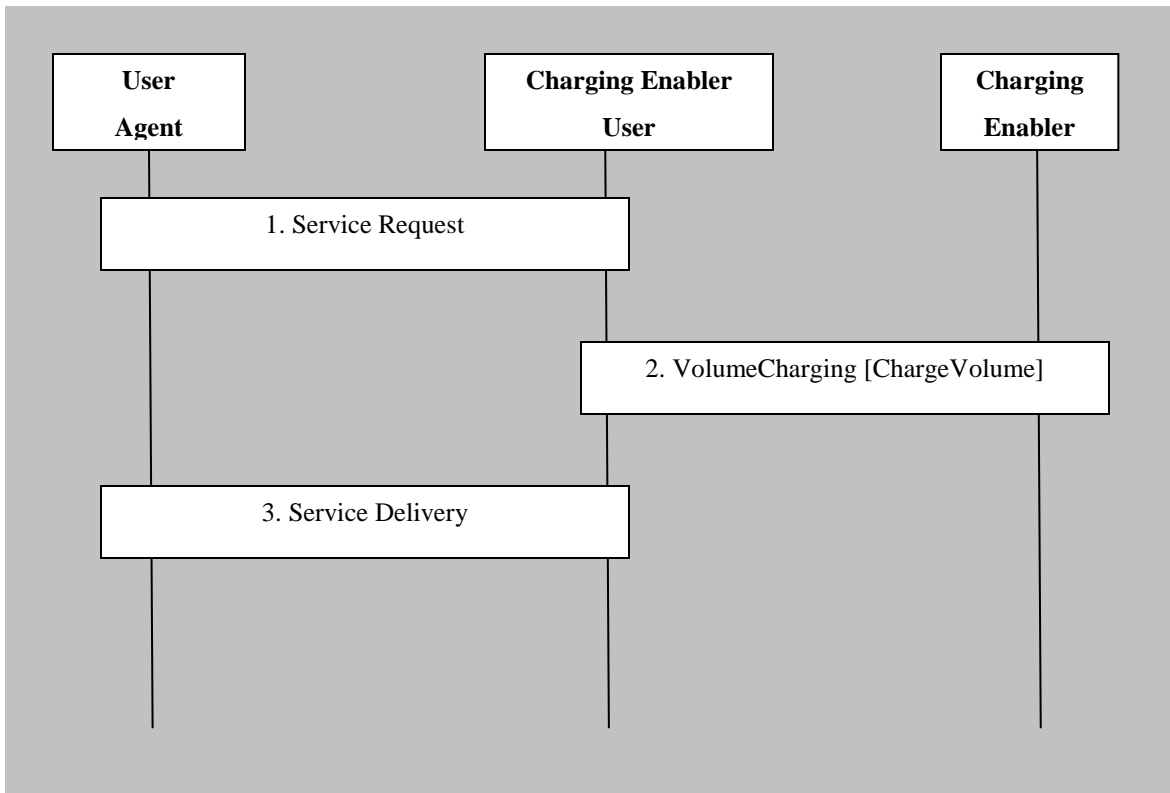 User
Agent
Charging Enabler
User
Charging
Enabler
1. Service Request
2. VolumeCharging [ChargeVolume]
3. Service Delivery